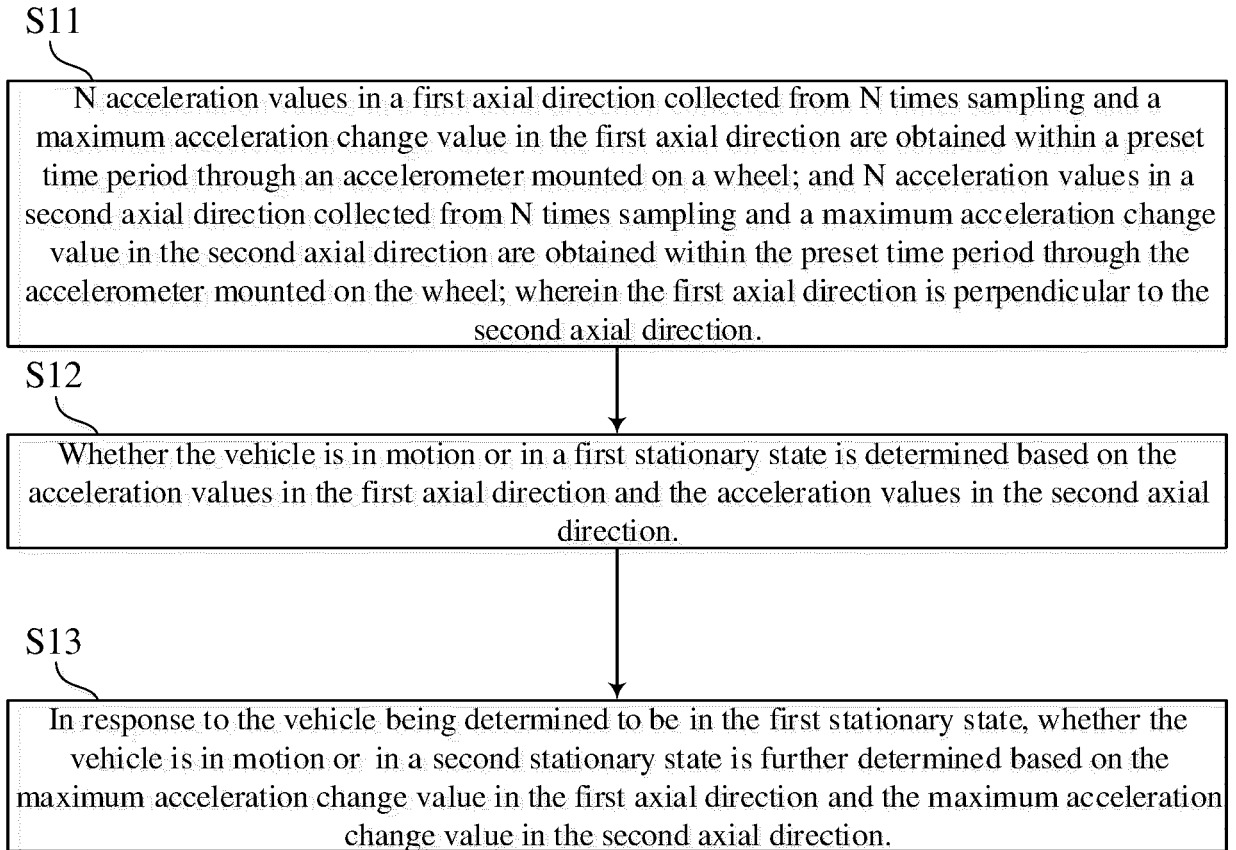 S11
N acceleration values in a first axial direction collected from N times sampling and a
maximum acceleration change value in the first axial direction are obtained within a preset
time period through an accelerometer mounted on a wheel; and N acceleration values in a
second axial direction collected from N times sampling and a maximum acceleration change
value in the second axial direction are obtained within the preset time period through the
accelerometer mounted on the wheel; wherein the first axial direction is perpendicular to the
second axial direction.
S12
Whether the vehicle is in motion or in a first stationary state is determined based on the
acceleration values in the first axial direction and the acceleration values in the second axial
direction.
S13
In response to the vehicle being determined to be in the first stationary state, whether the
vehicle is in motion or in a second stationary state is further determined based on the
maximum acceleration change value in the first axial direction and the maximum acceleration
change value in the second axial direction.